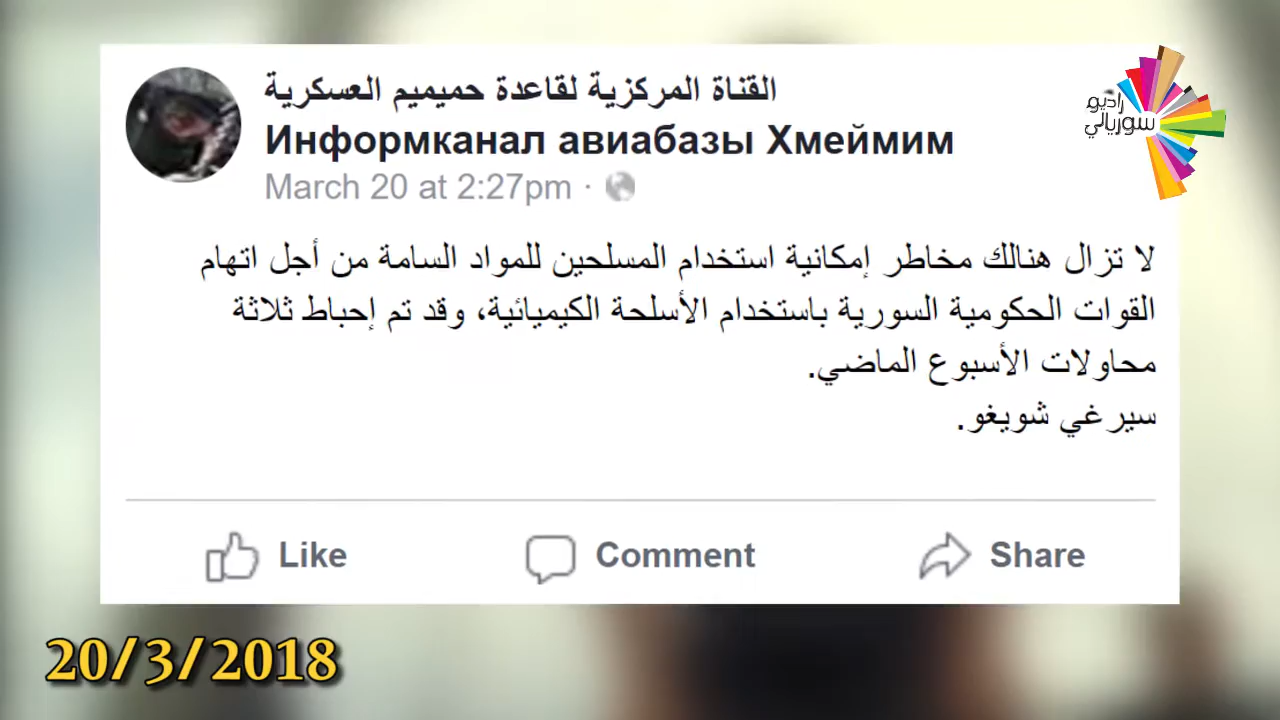 القناة المركزية لقاعدة حميميم العسكرية
Информканал авиабазы Хмеймим
March 20 at 2:27pm ·
راديو
سوريالي
لا تزال هنالك مخاطر إمكانية استخدام المسلحين للمواد السامة من أجل اتهام
القوات الحكومية السورية باستخدام الأسلحة الكيميائية، وقد تم إحباط ثلاثة
محاولات الأسبوع الماضي.
سيرغي شويغو.
Like
Comment
Share
20/3/2018